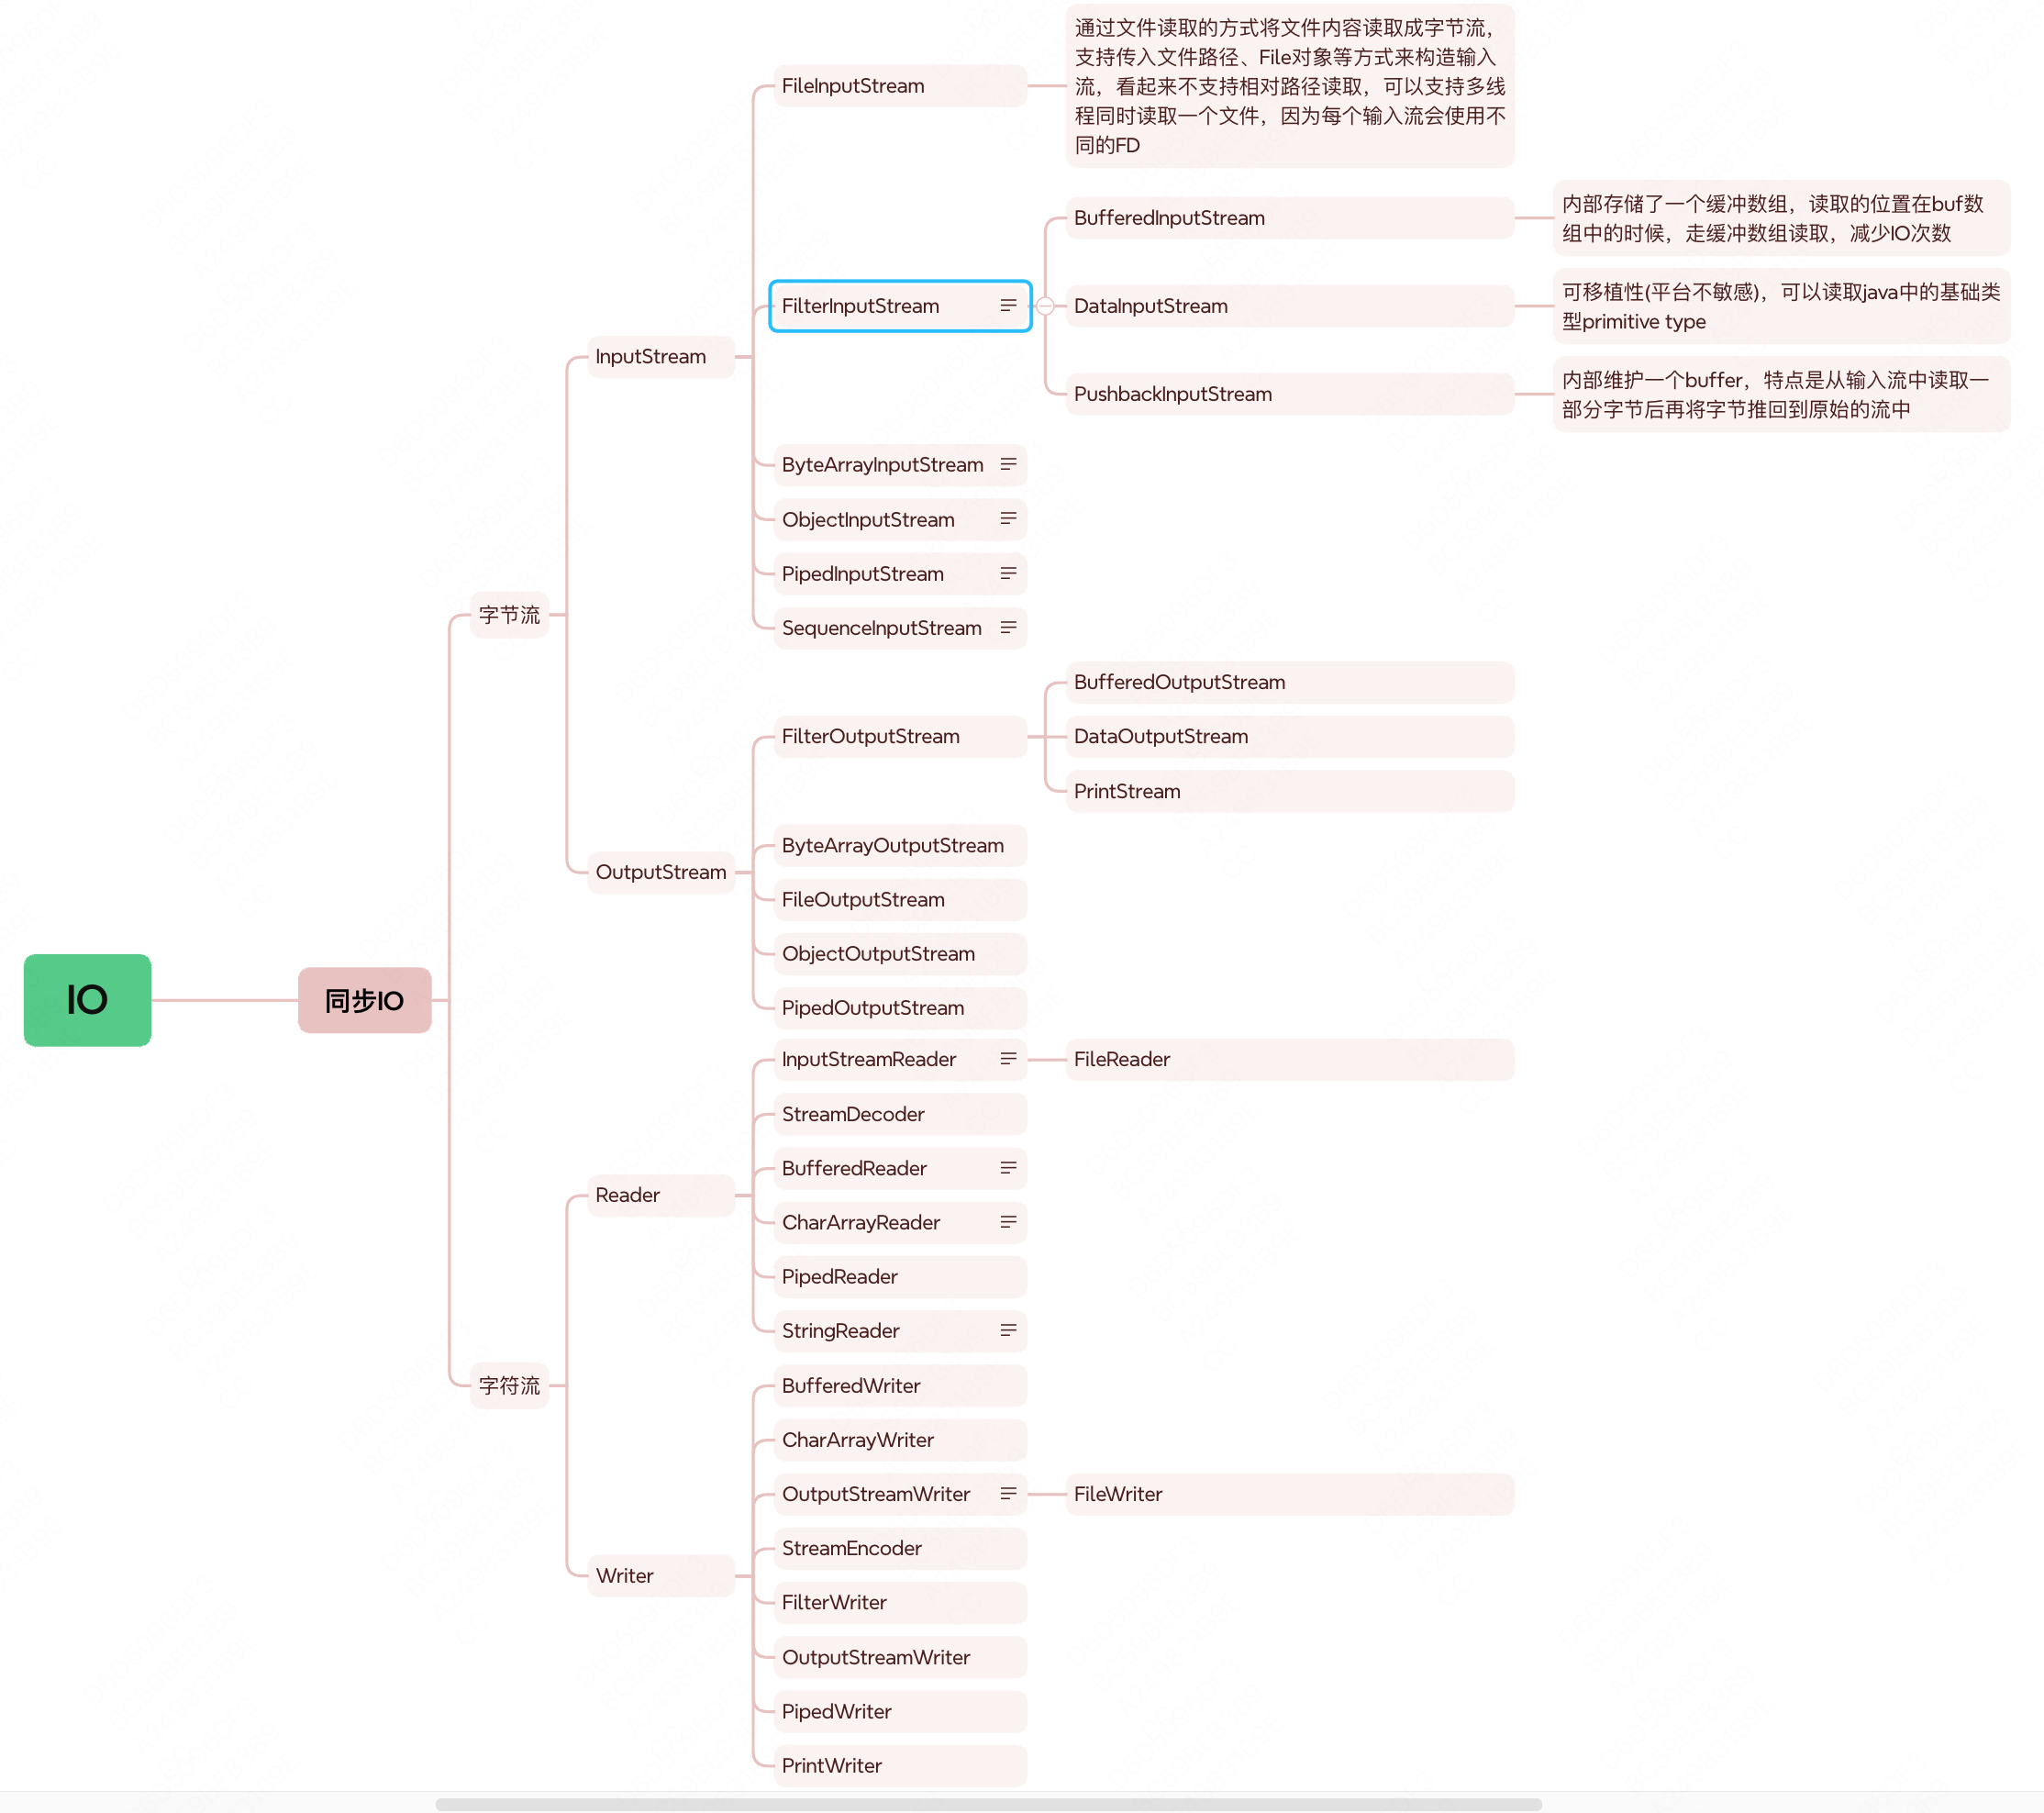 IO
同步IO
字节流
InputStream
FileInputStream
通过文件读取的方式将文件内容读取成字节流，
支持传入文件路径、File对象等方式来构造输入
流，看起来不支持相对路径读取，可以支持多线
程同时读取一个文件，因为每个输入流会使用不
同的FD
FilterInputStream
BufferedInputStream
内部存储了一个缓冲数组，读取的位置在buf数
组中的时候，走缓冲数组读取，减少IO次数
DataInputStream
可移植性(平台不敏感)，可以读取java中的基础类
型primitive type
PushbackInputStream
内部维护一个buffer，特点是从输入流中读取一
部分字节后再将字节推回到原始的流中
ByteArrayInputStream
ObjectInputStream
PipedInputStream
SequenceInputStream
OutputStream
FilterOutputStream
BufferedOutputStream
DataOutputStream
PrintStream
ByteArrayOutputStream
FileOutputStream
ObjectOutputStream
PipedOutputStream
字符流
Reader
InputStreamReader
FileReader
StreamDecoder
BufferedReader
CharArrayReader
PipedReader
StringReader
Writer
BufferedWriter
CharArrayWriter
OutputStreamWriter
FileWriter
StreamEncoder
FilterWriter
OutputStreamWriter
PipedWriter
PrintWriter